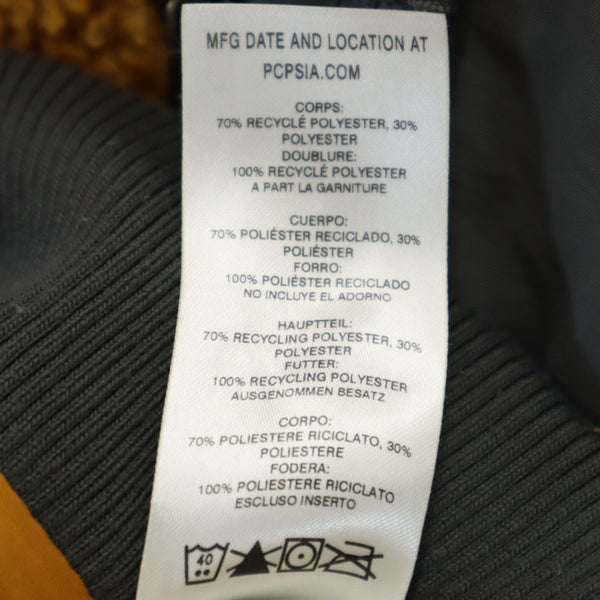 MFG DATE AND LOCATION AT
PCPSIA.COM
CORPS:
70% RECYCLÉ POLYESTER, 30%
POLYESTER
DOUBLURE:
100% RECYCLÉ POLYESTER
A PART LA GARNITURE
CUERPO:
70% POLIÉSTER RECICLADO, 30%
POLIÉSTER
FORRO:
100% POLIÉSTER RECICLADO
NO INCLUYE EL ADORNO
HAUPTTEIL:
70% RECYCLING POLYESTER, 30%
POLYESTER
FUTTER:
100% RECYCLING POLYESTER
AUSGENOMMEN BESATZ
CORPO:
70% POLIESTERE RICICLATO, 30%
POLIESTERE
FODERA:
100% POLIESTERE RICICLATO
ESCLUSO INSERTO
40